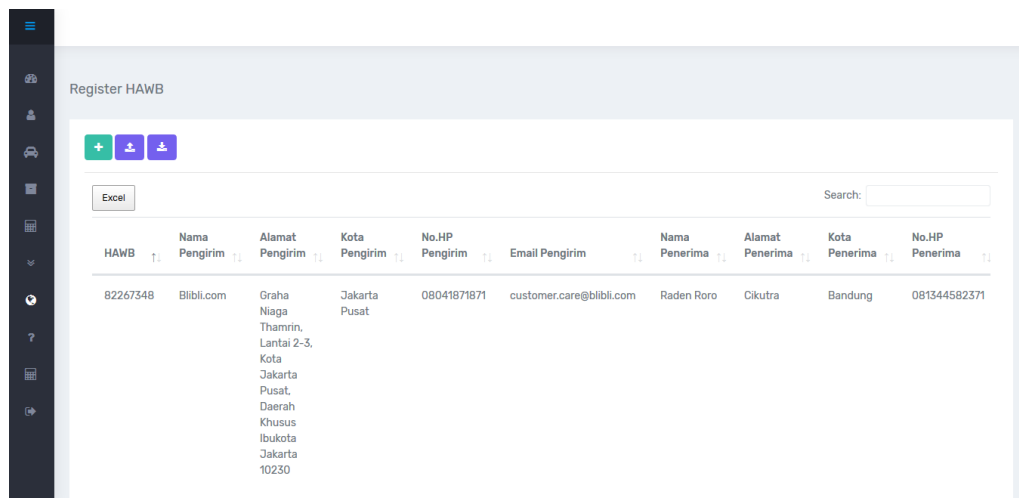 Register HAWB
Excel
Search:
HAWB
Nama Pengirim
Alamat Pengirim
Kota Pengirim
No.HP Pengirim
Email Pengirim
Nama Penerima
Alamat Penerima
Kota Penerima
No.HP Penerima
82267348
Blibli.com
Graha
Niaga
Thamrin,
Lantai 2-3,
Kota
Jakarta
Pusat,
Daerah
Khusus
Ibukota
Jakarta
10230
Jakarta
Pusat
08041871871
customer.care@blibli.com
Raden Roro
Cikutra
Bandung
081344582371